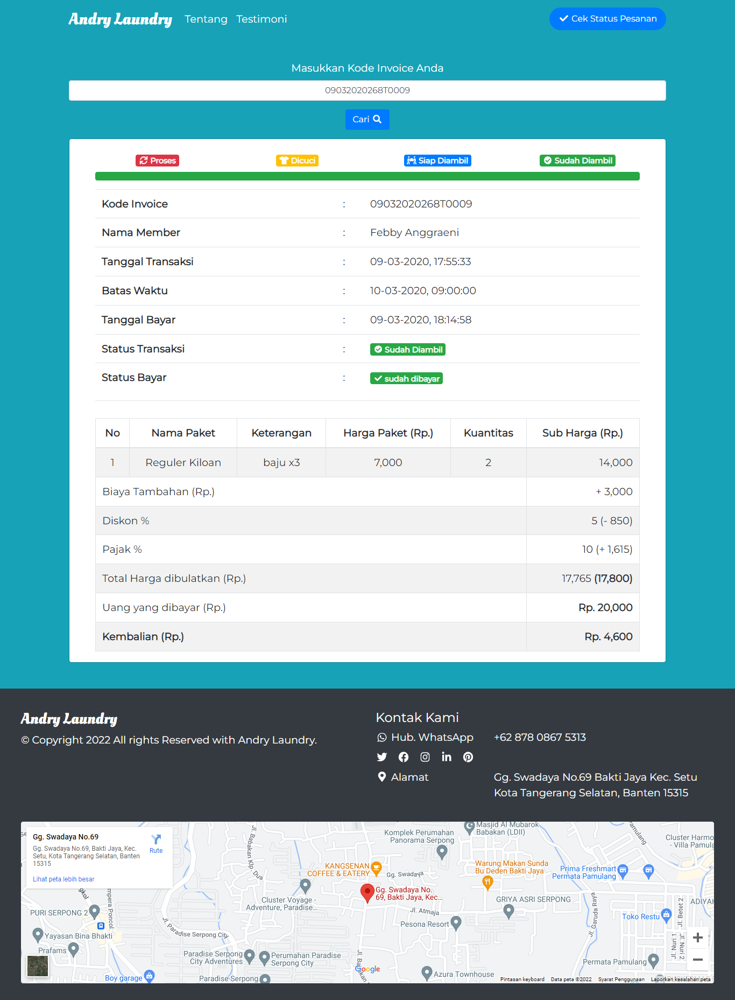 Andry Laundry Tentang Testimoni Cek Status Pesanan
Masukkan Kode Invoice Anda
09032020268T0009
Cari
Proses Dicuci Siap Diambil Sudah Diambil
Kode Invoice : 09032020268T0009
Nama Member : Febby Anggraeni
Tanggal Transaksi : 09-03-2020, 17:55:33
Batas Waktu : 10-03-2020, 09:00:00
Tanggal Bayar : 09-03-2020, 18:14:58
Status Transaksi : Sudah Diambil
Status Bayar : sudah dibayar
No Nama Paket Keterangan Harga Paket (Rp.) Kuantitas Sub Harga (Rp.)
1 Reguler Kiloan baju x3 7,000 2 14,000
Biaya Tambahan (Rp.) + 3,000
Diskon % 5 (- 850)
Pajak % 10 (+ 1,615)
Total Harga dibulatkan (Rp.) 17,765 (17,800)
Uang yang dibayar (Rp.) Rp. 20,000
Kembalian (Rp.) Rp. 4,600
Andry Laundry
© Copyright 2022 All rights Reserved with Andry Laundry.
Kontak Kami
Hub. WhatsApp +62 878 0867 5313
Alamat Gg. Swadaya No.69 Bakti Jaya Kec. Setu
Kota Tangerang Selatan, Banten 15315
Gg. Swadaya No.69
Gg. Swadaya No.69, Bakti Jaya, Kec.
Setu, Kota Tangerang Selatan, Banten
15315
Rute
Lihat peta lebih besar
Jl. Babakan Klp. Dua
Komplek Perumahan
Panorama Serpong
Masjid Al Mubarok
Babakan (LDII)
Pamulang
Cluster Harmo
- Villa Pamula
KANGSENAN
COFFEE & EATERY
Gg. Swadaya
Warung Makan Sunda
Bu Deden Bakti Jaya
Prima Freshmart
Permata Pamulang
Gg. Swadaya No.
69, Bakti Jaya, Kec...
Cluster Voyage -
Adventure, Paradise...
GRIYA ASRI SERPONG
ADIYAH
Jl. Atmaja
Jl. Garuda Raya
Jl. Betet 2
PURI SERPONG 2
mpera Poncol
gkol
Jl. Paradise Serpong City
Pesona Resort
Toko Restu
Yayasan Bina Bhakti
Prafams
Jl. Nuri 1
Jl. Nuri 2
Paradise Serpong
City Adventures
Perumahan Paradise
Serpong City
Permata Pamulang
Boy garage
Paradise Serpong
Google
Azura Townhouse
Pintasan keyboard Data peta ©2022 Syarat Penggunaan Laporkan kesalahan peta